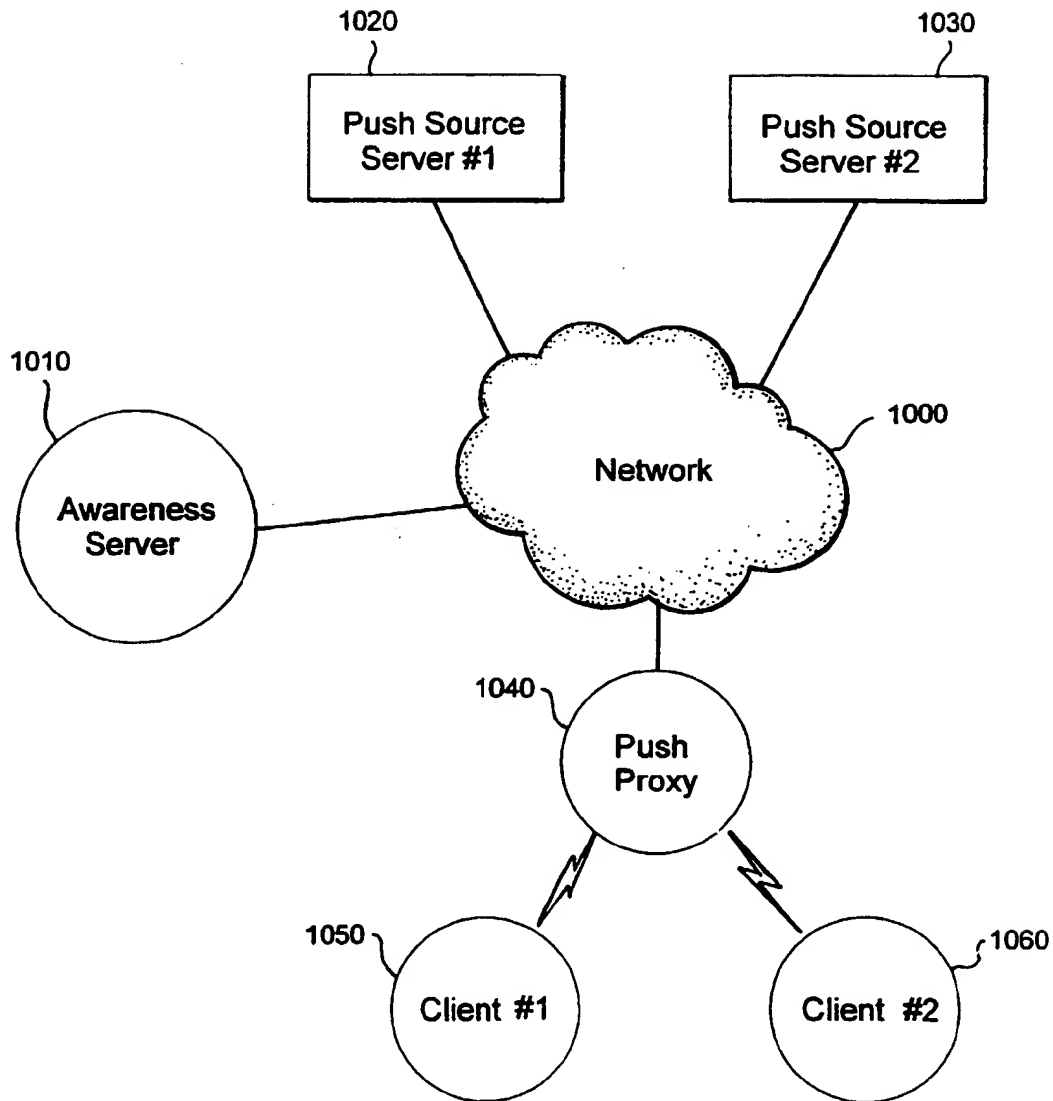 1020
1030
Push Source
Server #1
Push Source
Server #2
1010
1000
Awareness
Server
Network
1040
Push
Proxy
1050
1060
Client #1
Client #2